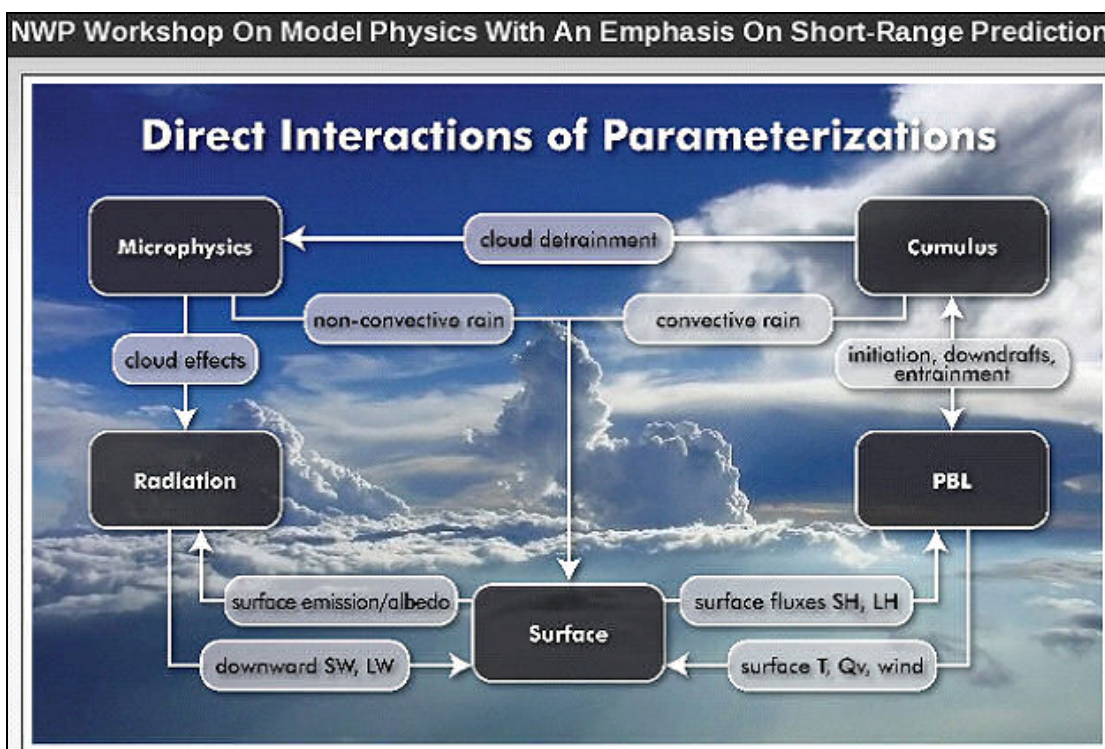 NWP Workshop On Model Physics With An Emphasis On Short-Range Prediction
Direct Interactions of Parameterizations
Microphysics
cloud detrainment
Cumulus
non-convective rain
convective rain
cloud effects
initiation, downdrafts,
entrainment
Radiation
PBL
surface emission/albedo
surface fluxes SH, LH
Surface
downward SW, LW
surface T, Qv, wind